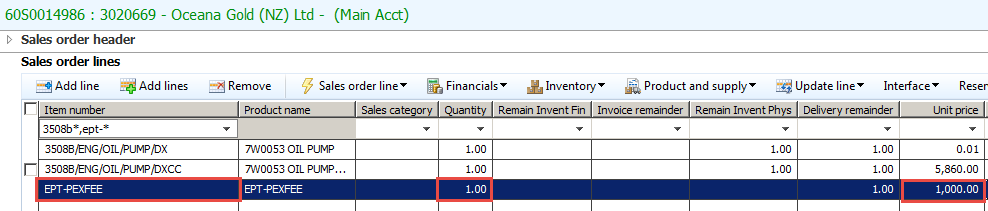 60S0014986 : 3020669 - Oceana Gold (NZ) Ltd - (Main Acct)
Sales order header
Sales order lines
Add line Add lines Remove Sales order line Financials Inventory Product and supply Update line Interface Reser
Item number Product name Sales category Quantity Remain Invent Fin Invoice remainder Remain Invent Phys Delivery remainder Unit price
3508b*,ept-*
3508B/ENG/OIL/PUMP/DX 7W0053 OIL PUMP 1.00 1.00 1.00 0.01
3508B/ENG/OIL/PUMP/DXCC 7W0053 OIL PUMP... 1.00 1.00 1.00 5,860.00
EPT-PEXFEE EPT-PEXFEE 1.00 1.00 1,000.00